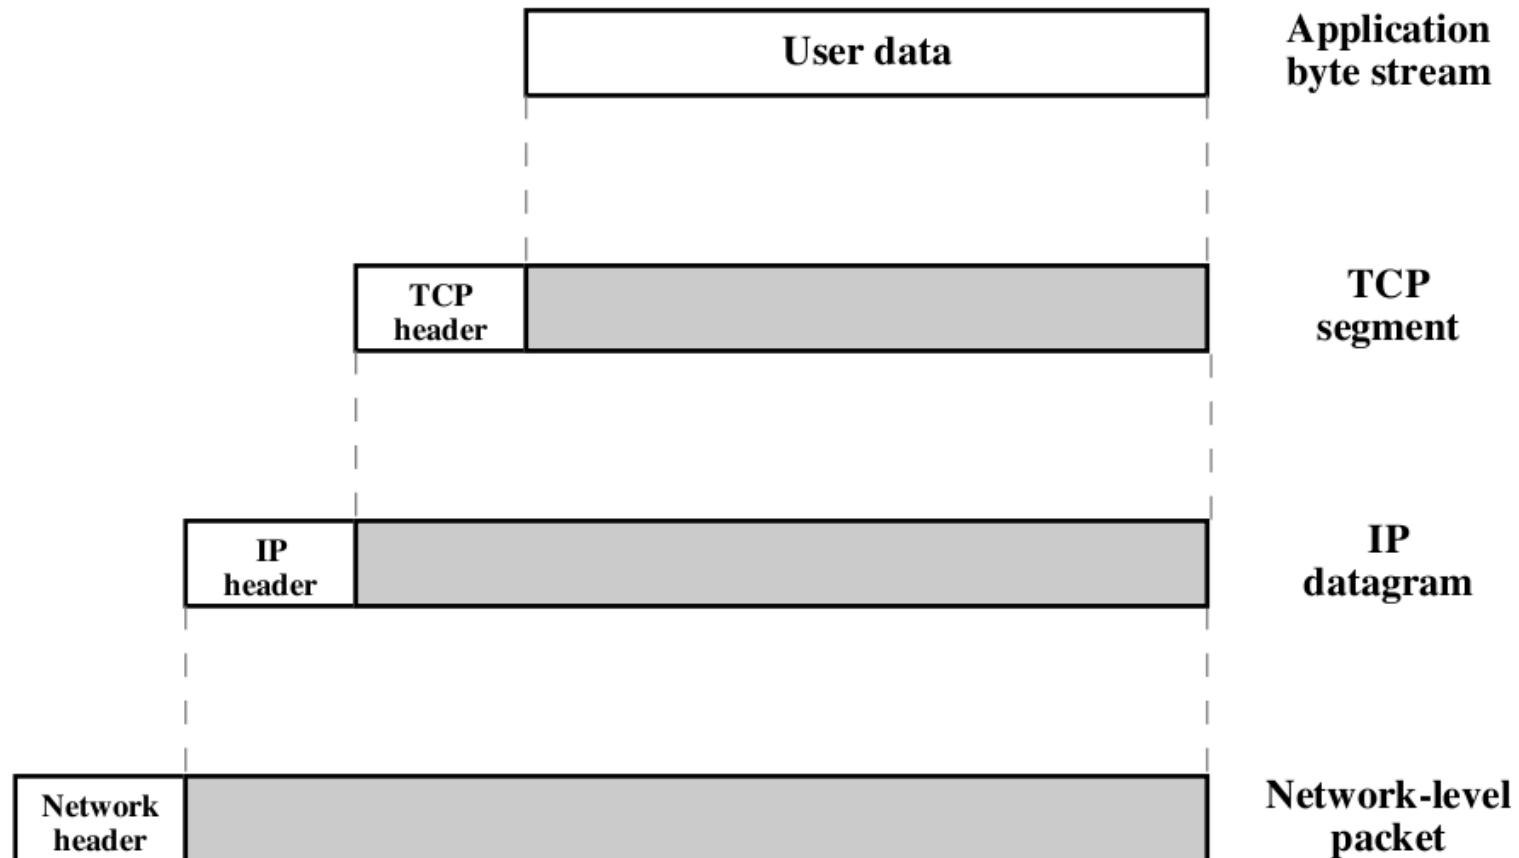 User data
Application
byte stream
TCP
header
TCP
segment
IP
header
IP
datagram
Network
header
Network-level
packet